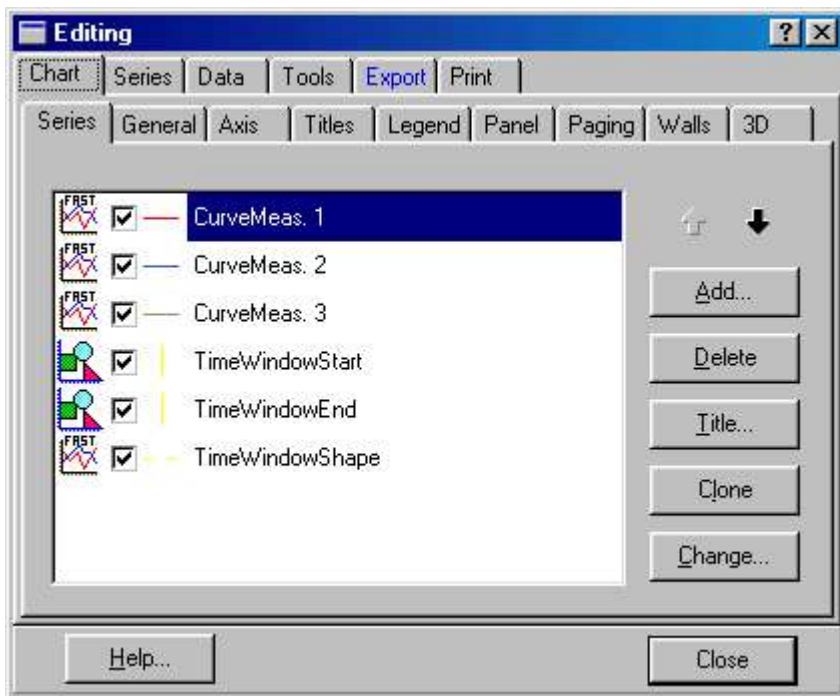 Editing
Chart Series Data Tools Export Print
Series General Axis Titles Legend Panel Paging Walls 3D
FAST CurveMeas. 1
FAST CurveMeas. 2
FAST CurveMeas. 3
TimeWindowStart
TimeWindowEnd
FAST TimeWindowShape
Add...
Delete
Title...
Clone
Change...
Help... Close